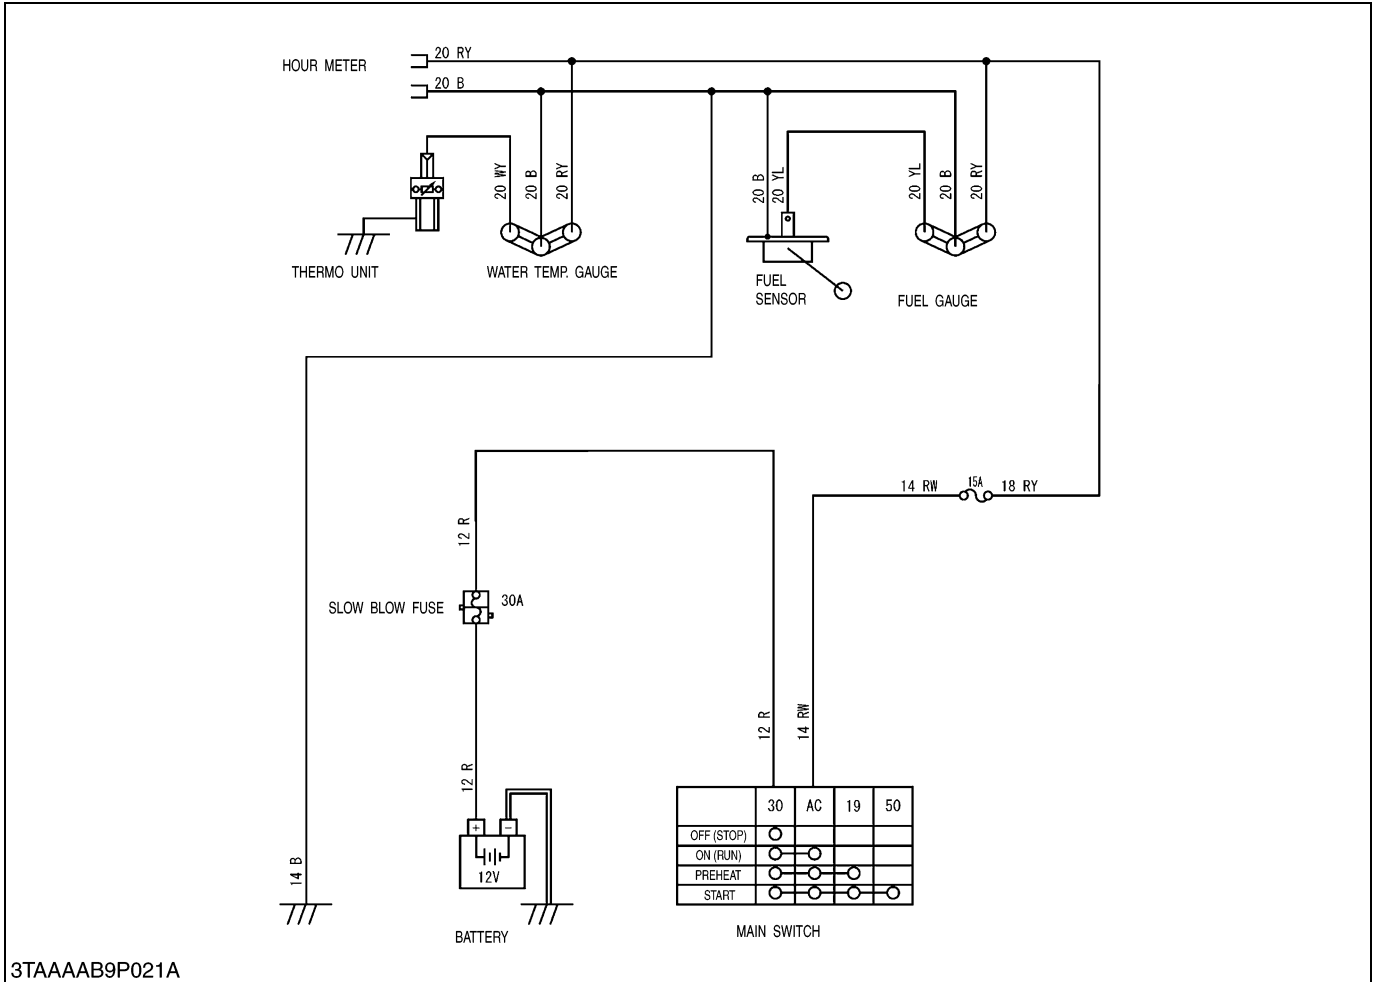 HOUR METER
20 RY
20 B
20 WY
20 B
20 RY
20 B
20 YL
20 YL
20 B
20 RY
THERMO UNIT
WATER TEMP. GAUGE
FUEL
SENSOR
FUEL GAUGE
14 RW
15A
18 RY
12 R
SLOW BLOW FUSE
30A
12 R
14 RW
12 R
14 B
+
−
12V
BATTERY
30 AC 19 50
OFF (STOP)
ON (RUN)
PREHEAT
START
MAIN SWITCH
3TAAAAB9P021A